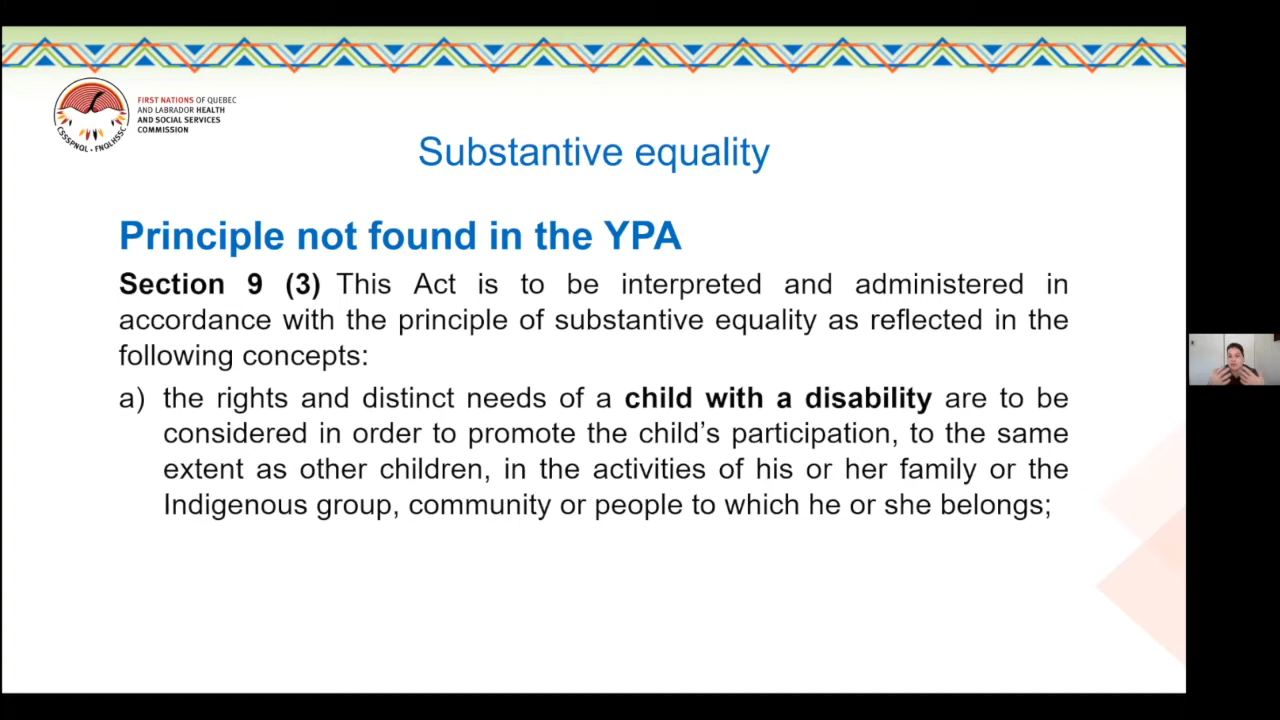 FIRST NATIONS OF QUEBEC
AND LABRADOR HEALTH
AND SOCIAL SERVICES
COMMISSION
CSSSPNQL • FNQLHSSC
Substantive equality
Principle not found in the YPA
Section 9 (3) This Act is to be interpreted and administered in
accordance with the principle of substantive equality as reflected in the
following concepts:
a) the rights and distinct needs of a child with a disability are to be
considered in order to promote the child's participation, to the same
extent as other children, in the activities of his or her family or the
Indigenous group, community or people to which he or she belongs;